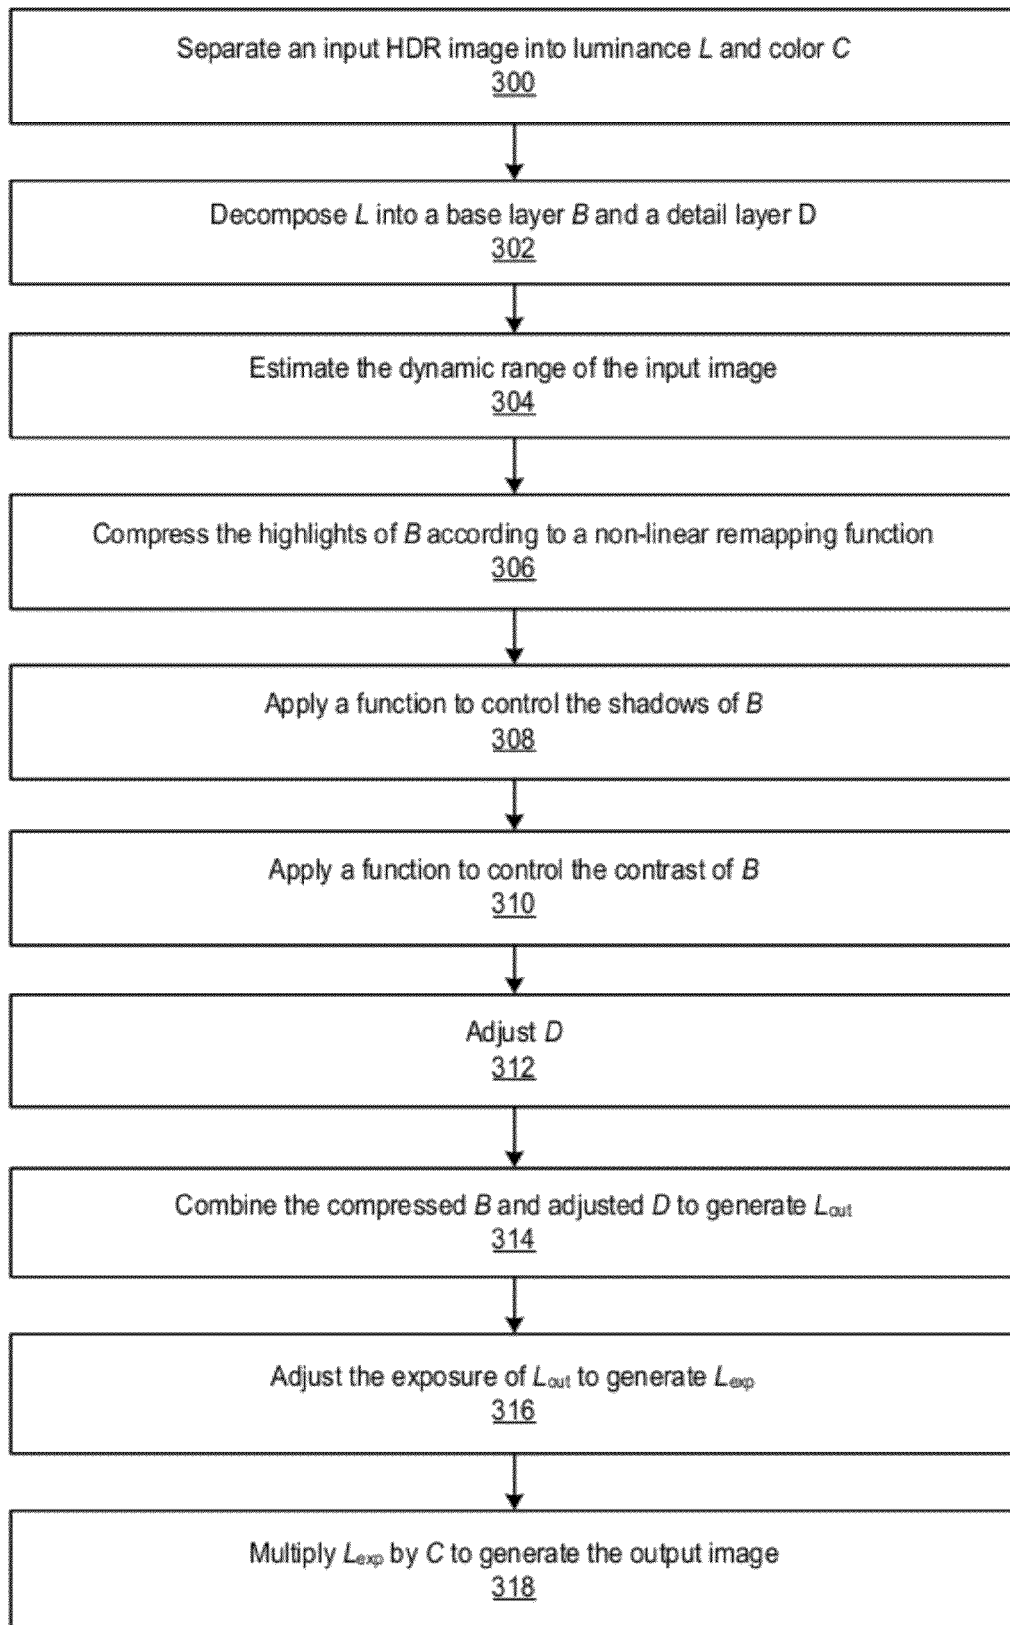 Separate an input HDR image into luminance L and color C
300
Decompose L into a base layer B and a detail layer D
302
Estimate the dynamic range of the input image
304
Compress the highlights of B according to a non-linear remapping function
306
Apply a function to control the shadows of B
308
Apply a function to control the contrast of B
310
Adjust D
312
Combine the compressed B and adjusted D to generate Lout
314
Adjust the exposure of Lout to generate Lexp
316
Multiply Lexp by C to generate the output image
318